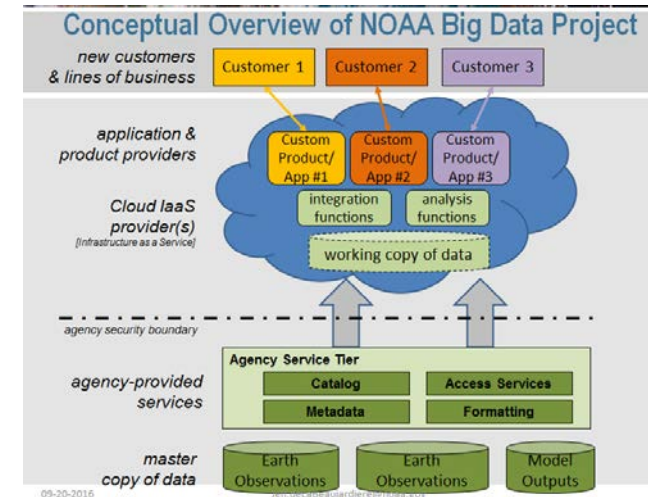 Conceptual Overview of NOAA Big Data Project
new customers
& lines of business
Customer 1
Customer 2
Customer 3
application &
product providers
Custom
Product/
App #1
Custom
Product/
App #2
Custom
Product/
App #3
Cloud IaaS
provider(s)
[Infrastructure as a Service]
integration
functions
analysis
functions
working copy of data
agency security boundary
Agency Service Tier
agency-provided
services
Catalog
Access Services
Metadata
Formatting
master
copy of data
Earth
Observations
Earth
Observations
Model
Outputs
09-20-2016